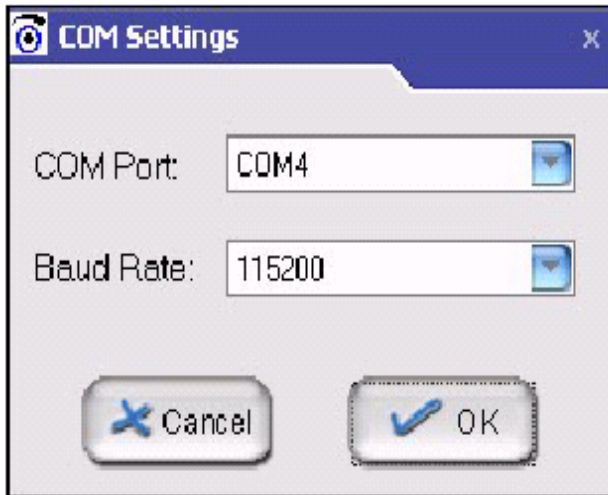 COM Settings
COM Port: COM4
Baud Rate: 115200
Cancel OK